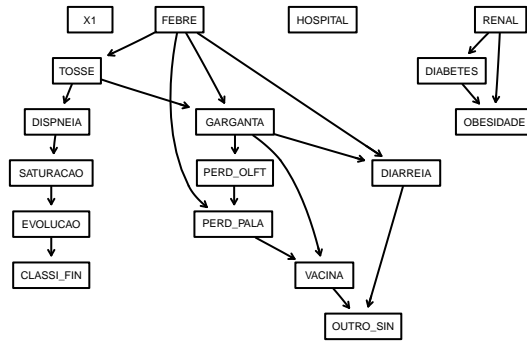 X1
FEBRE
HOSPITAL
RENAL
TOSSE
DIABETES
DISPNEIA
GARGANTA
OBESIDADE
SATURACAO
PERD_OLFT
DIARREIA
EVOLUCAO
PERD_PALA
CLASSI_FIN
VACINA
OUTRO_SIN